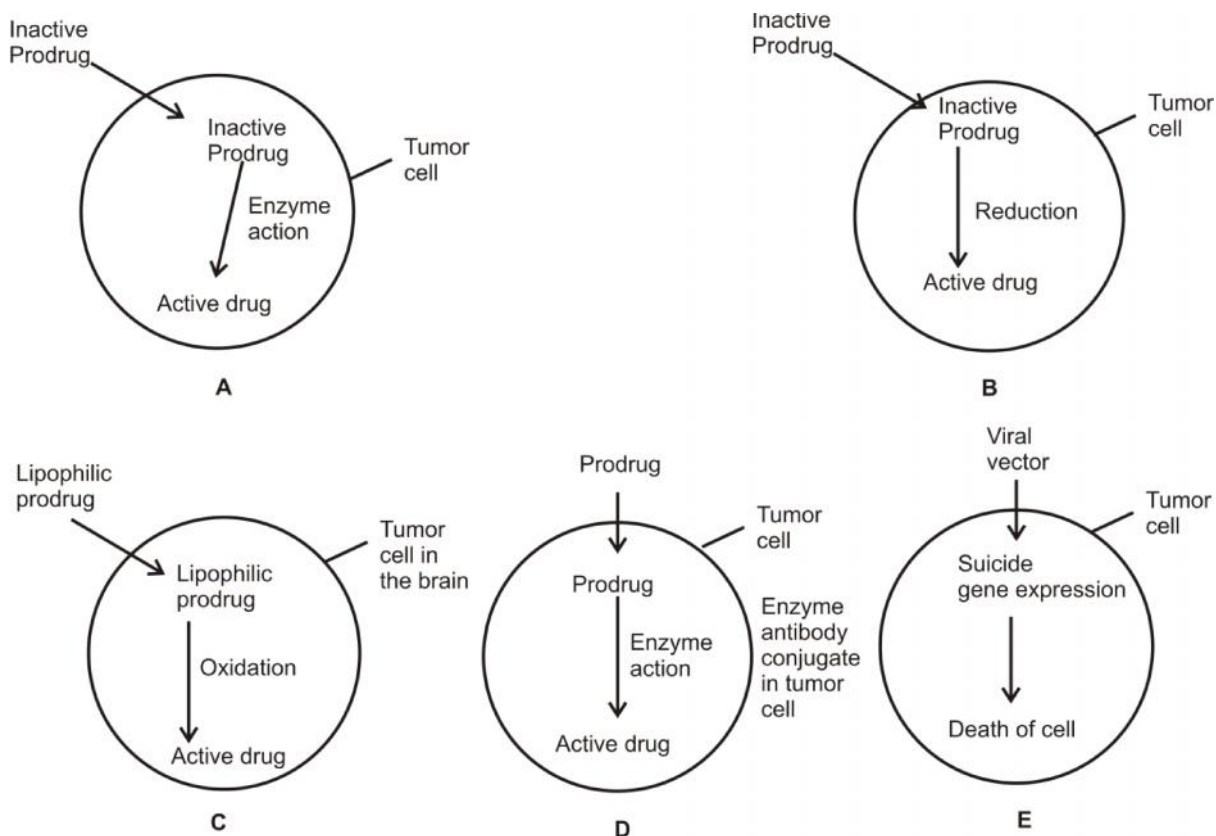 Inactive
Prodrug
Inactive
Prodrug
Enzyme
action
Active drug
Tumor
cell
A
Inactive
Prodrug
Inactive
Prodrug
Reduction
Active drug
Tumor
cell
B
Lipophilic
prodrug
Lipophilic
prodrug
Oxidation
Active drug
Tumor
cell in
the brain
C
Prodrug
Prodrug
Enzyme
action
Active drug
Tumor
cell
Enzyme
antibody
conjugate
in tumor
cell
D
Viral
vector
Suicide
gene expression
Death of cell
Tumor
cell
E